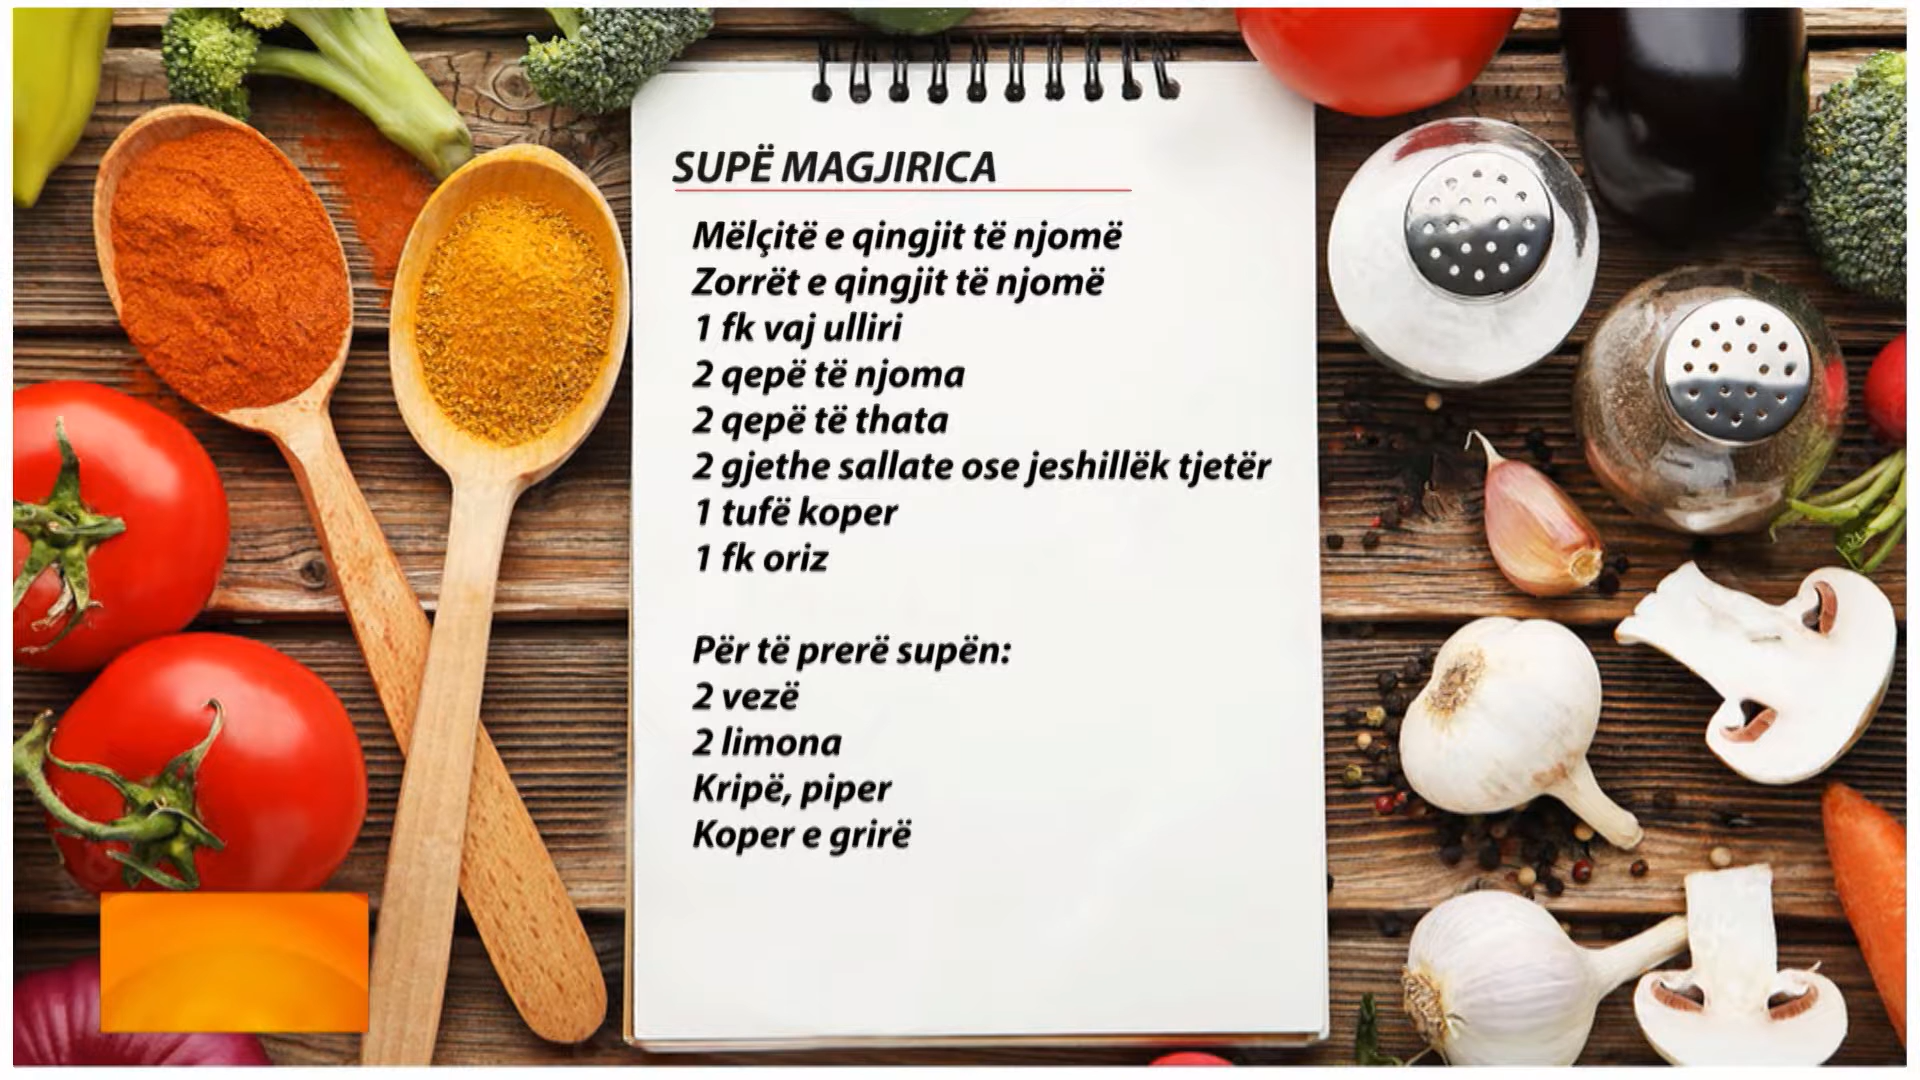 SUPË MAGJIRICA
Mëlçitë e qingjit të njomë
Zorrët e qingjit të njomë
1 fk vaj ulliri
2 qepë të njoma
2 qepë të thata
2 gjethe sallate ose jeshillëk tjetër
1 tufë koper
1 fk oriz
Për të prerë supën:
2 vezë
2 limona
Kripë, piper
Koper e grirë